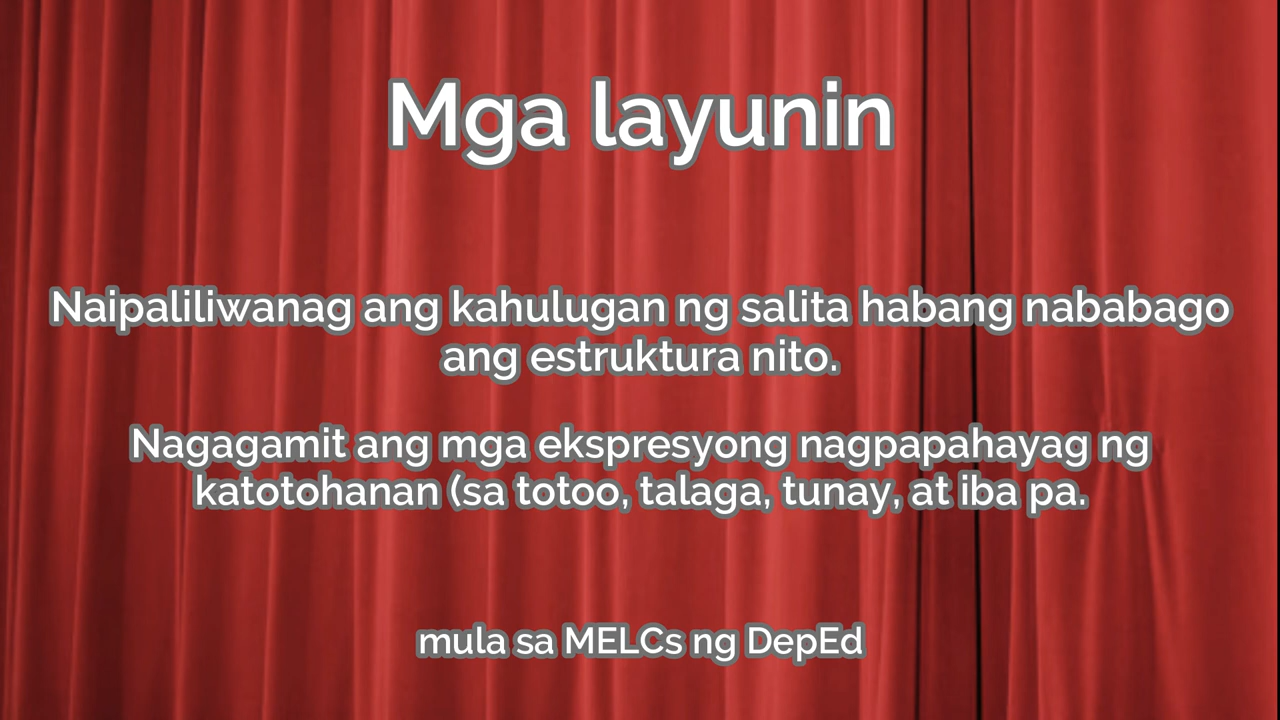 Mga layunin
Naipaliliwanag ang kahulugan ng salita habang nababago
ang estruktura nito.
Nagagamit ang mga ekspresyong nagpapahayag ng
katotohanan (sa totoo, talaga, tunay, at iba pa.
mula sa MELCs ng DepEd